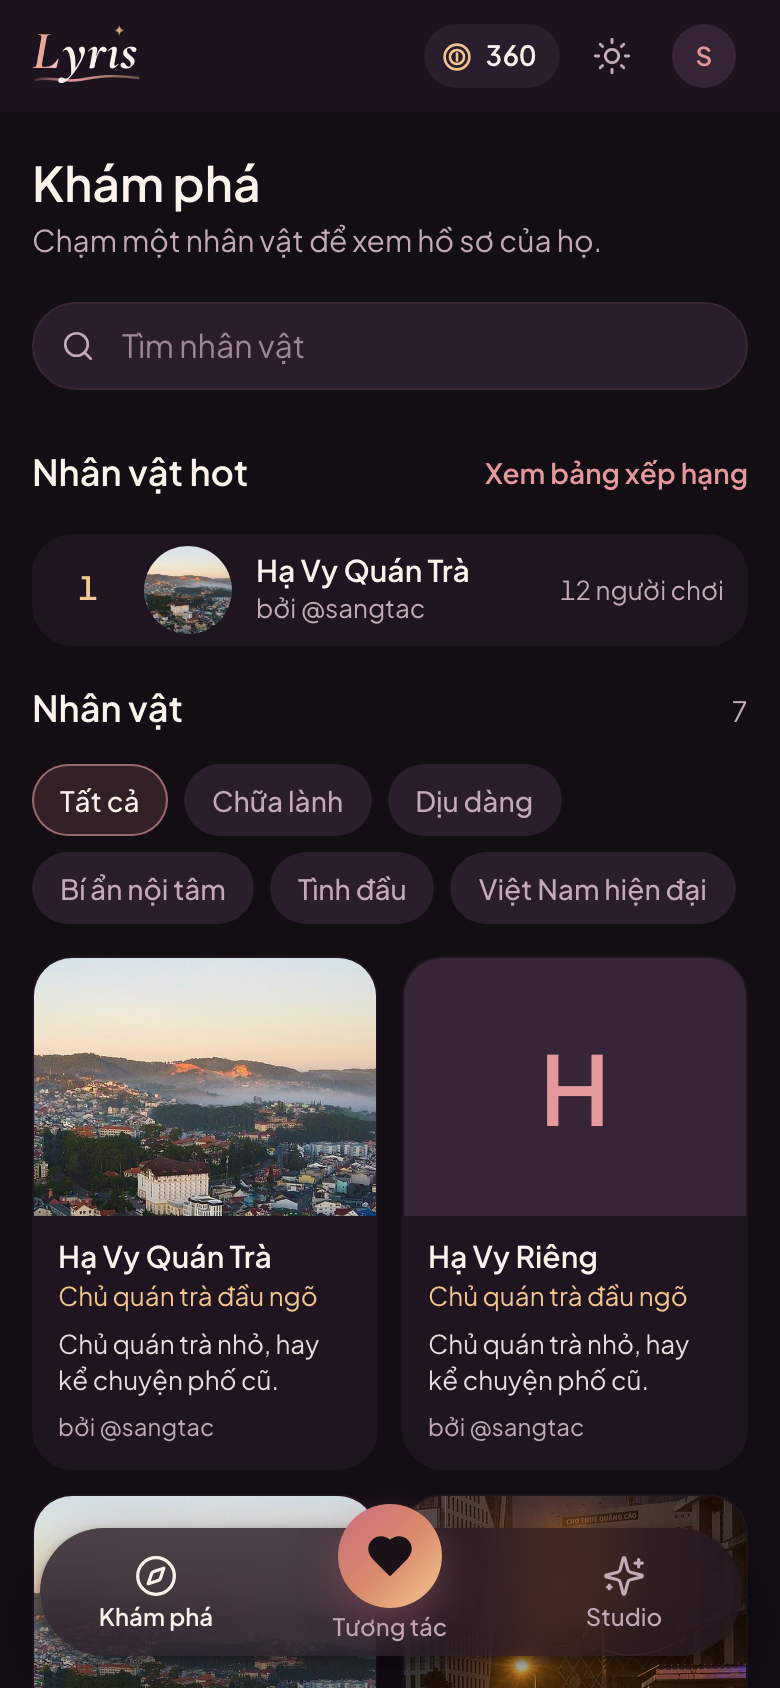 Lyris
360
S
Khám phá
Chạm một nhân vật để xem hồ sơ của họ.
Tìm nhân vật
Nhân vật hot
Xem bảng xếp hạng
1
Hạ Vy Quán Trà
bởi @sangtac
12 người chơi
Nhân vật
7
Tất cả
Chữa lành
Dịu dàng
Bí ẩn nội tâm
Tình đầu
Việt Nam hiện đại
H
Hạ Vy Quán Trà
Chủ quán trà đầu ngõ
Chủ quán trà nhỏ, hay
kể chuyện phố cũ.
bởi @sangtac
Hạ Vy Riêng
Chủ quán trà đầu ngõ
Chủ quán trà nhỏ, hay
kể chuyện phố cũ.
bởi @sangtac
CHO THUÊ QUẢNG CÁO
Khám phá
Tương tác
Studio